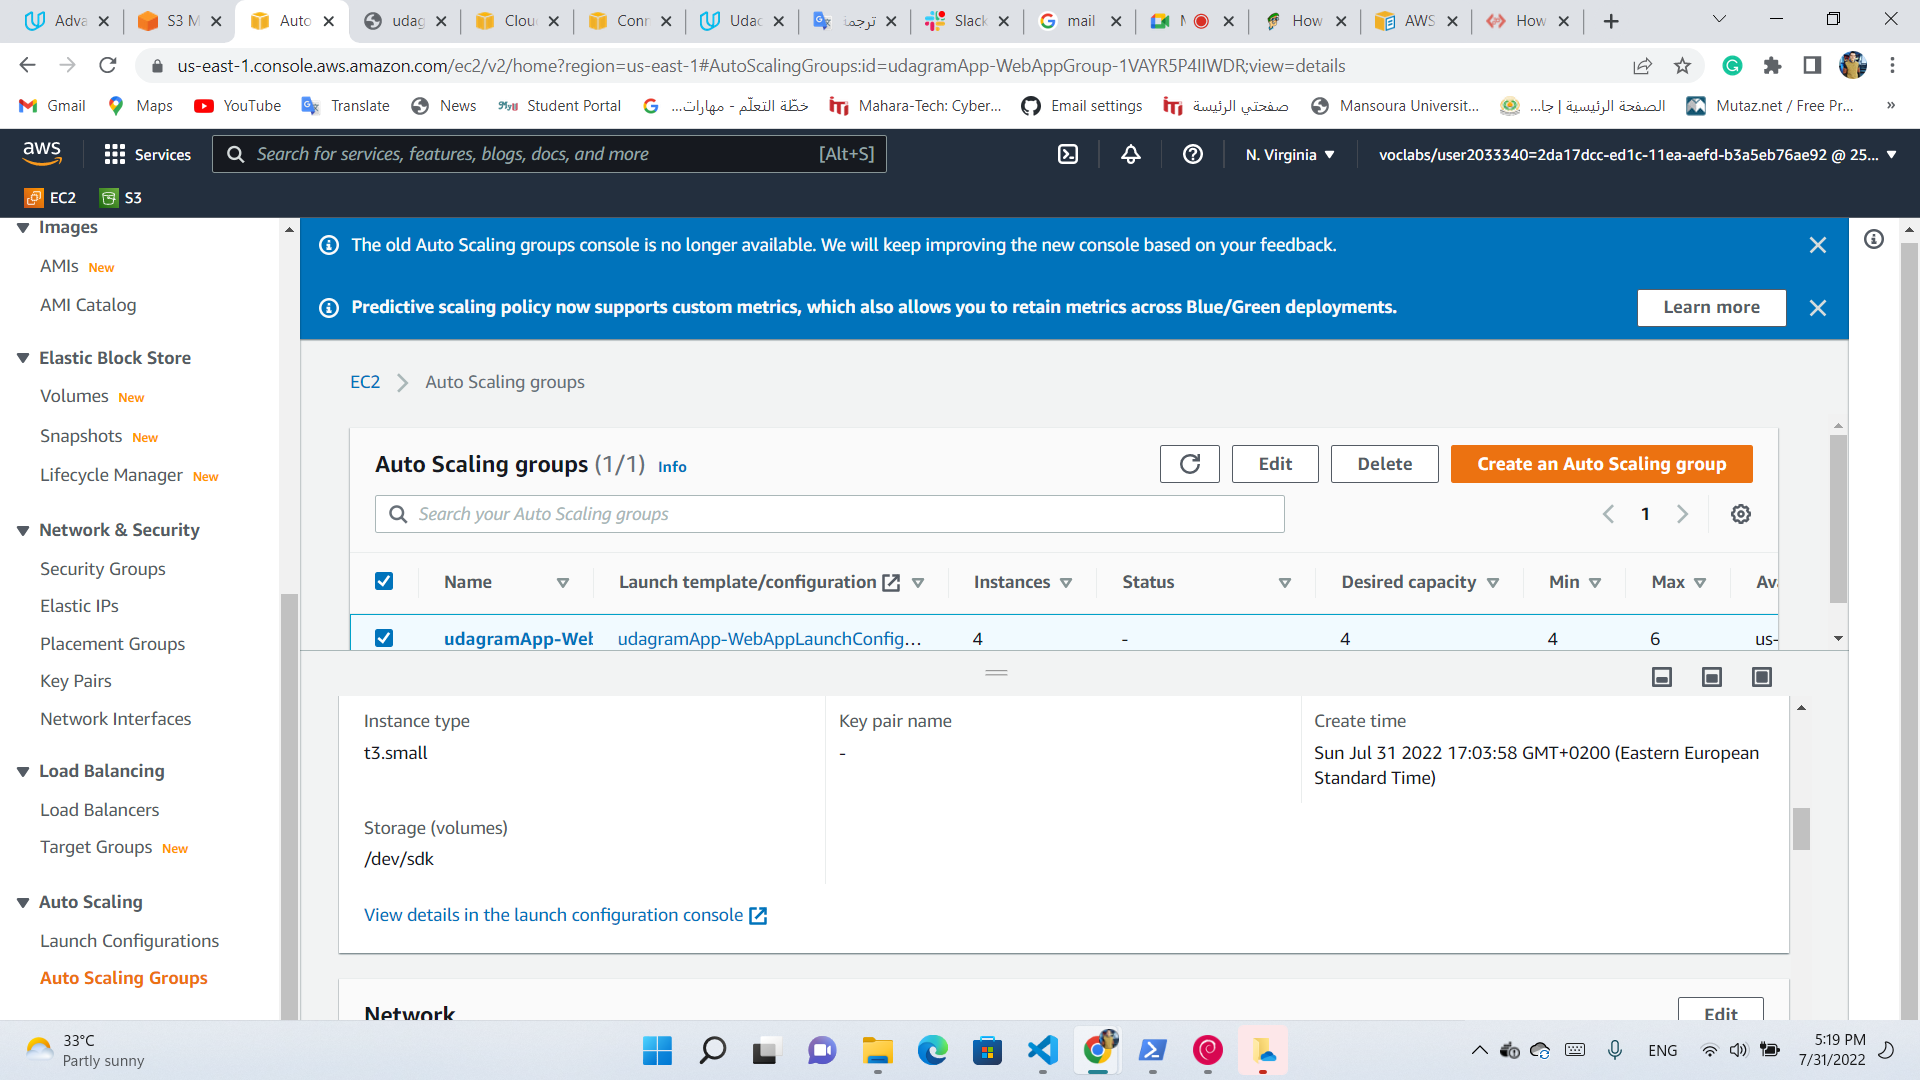 Adva
S3 M
Auto
udag
Clou
Conn
Udac
ترجمة
Slack
mail
How
AWS
How
us-east-1.console.aws.amazon.com/ec2/v2/home?region=us-east-1#AutoScalingGroups:id=udagramApp-WebAppGroup-1VAYR5P4IIWDR;view=details
Gmail
Maps
YouTube
Translate
News
Student Portal
خطّة التعلّم - مهارات...
Mahara-Tech: Cyber...
Email settings
صفحتي الرئيسة
Mansoura Universit...
الصفحة الرئيسية | جا...
Mutaz.net / Free Pr...
»
aws
Services
Search for services, features, blogs, docs, and more
[Alt+S]
N. Virginia
voclabs/user2033340=2da17dcc-ed1c-11ea-aefd-b3a5eb76ae92 @ 25...
EC2
S3
Images
AMIs New
AMI Catalog
Elastic Block Store
Volumes New
Snapshots New
Lifecycle Manager New
Network & Security
Security Groups
Elastic IPs
Placement Groups
Key Pairs
Network Interfaces
Load Balancing
Load Balancers
Target Groups New
Auto Scaling
Launch Configurations
Auto Scaling Groups
The old Auto Scaling groups console is no longer available. We will keep improving the new console based on your feedback.
Predictive scaling policy now supports custom metrics, which also allows you to retain metrics across Blue/Green deployments.
Learn more
EC2
Auto Scaling groups
Auto Scaling groups (1/1) Info
Edit
Delete
Create an Auto Scaling group
Search your Auto Scaling groups
1
Name
Launch template/configuration
Instances
Status
Desired capacity
Min
Max
Av
udagramApp-Web
udagramApp-WebAppLaunchConfig...
4
-
4
4
6
us-
Instance type
t3.small
Key pair name
-
Create time
Sun Jul 31 2022 17:03:58 GMT+0200 (Eastern European
Standard Time)
Storage (volumes)
/dev/sdk
View details in the launch configuration console
Network
Edit
33°C
Partly sunny
ENG
5:19 PM
7/31/2022